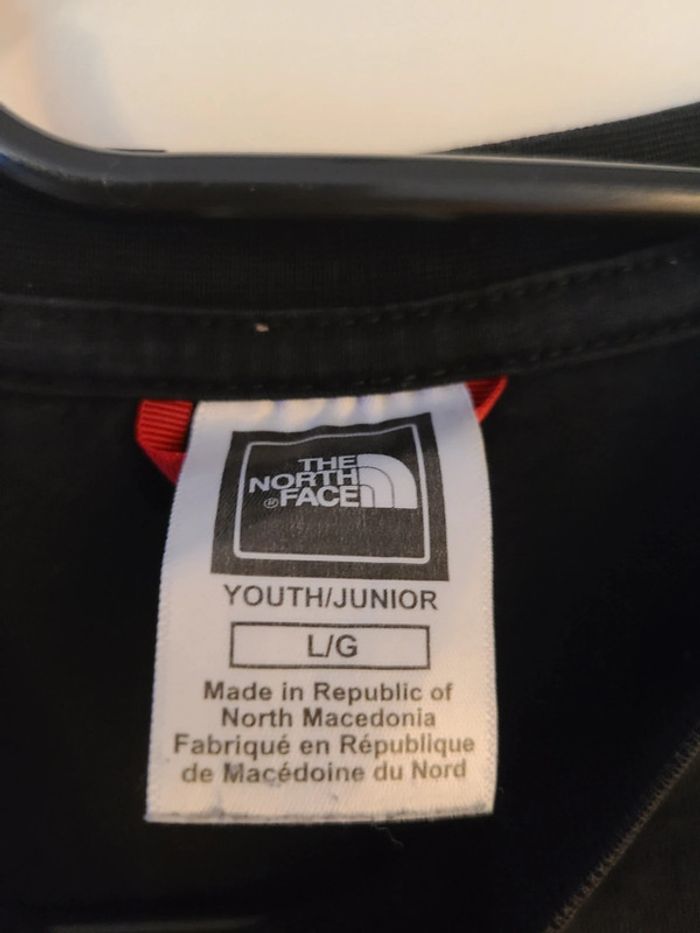 THE
NORTH
® FACE
YOUTH/JUNIOR
L/G
Made in Republic of
North Macedonia
Fabriqué en République
de Macédoine du Nord